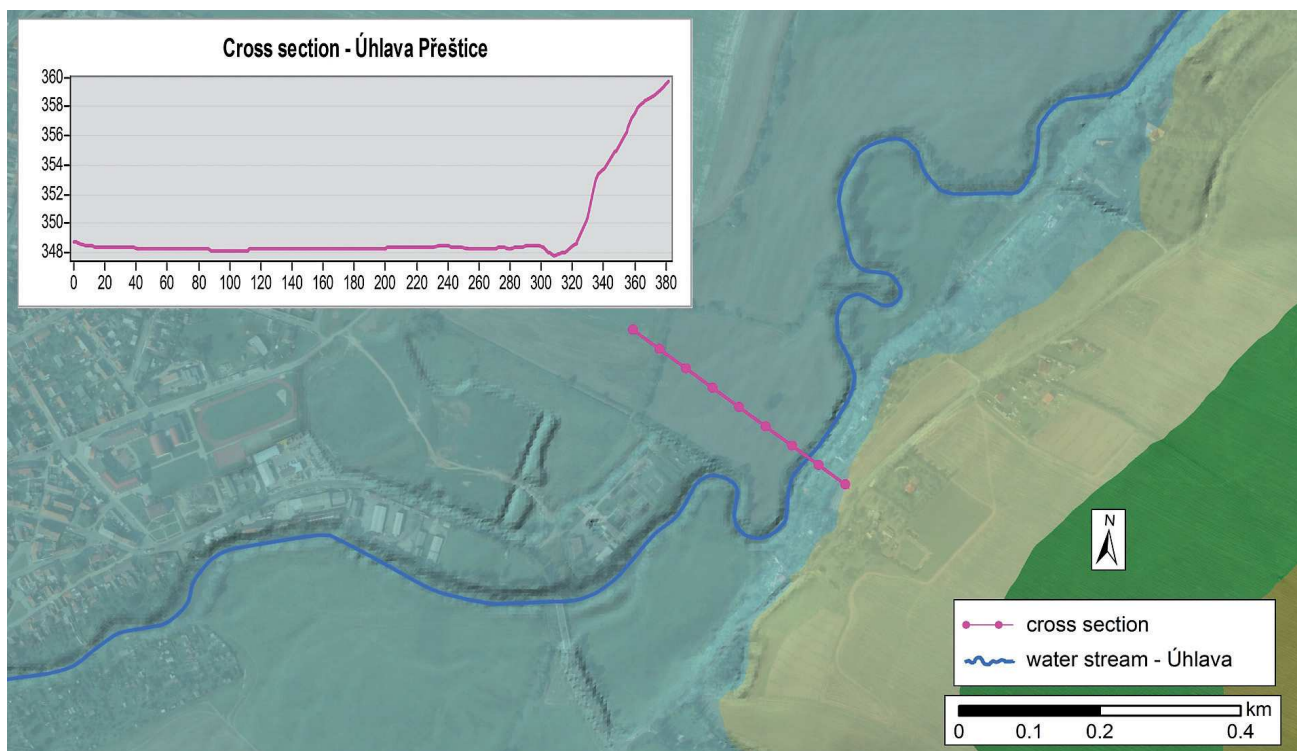 Cross section - Úhlava Přeštice
360
358
356
354
352
350
348
0 20 40 60 80 100 120 140 160 180 200 220 240 260 280 300 320 340 360 380
N
cross section
water stream - Úhlava
km
0 0.1 0.2 0.4